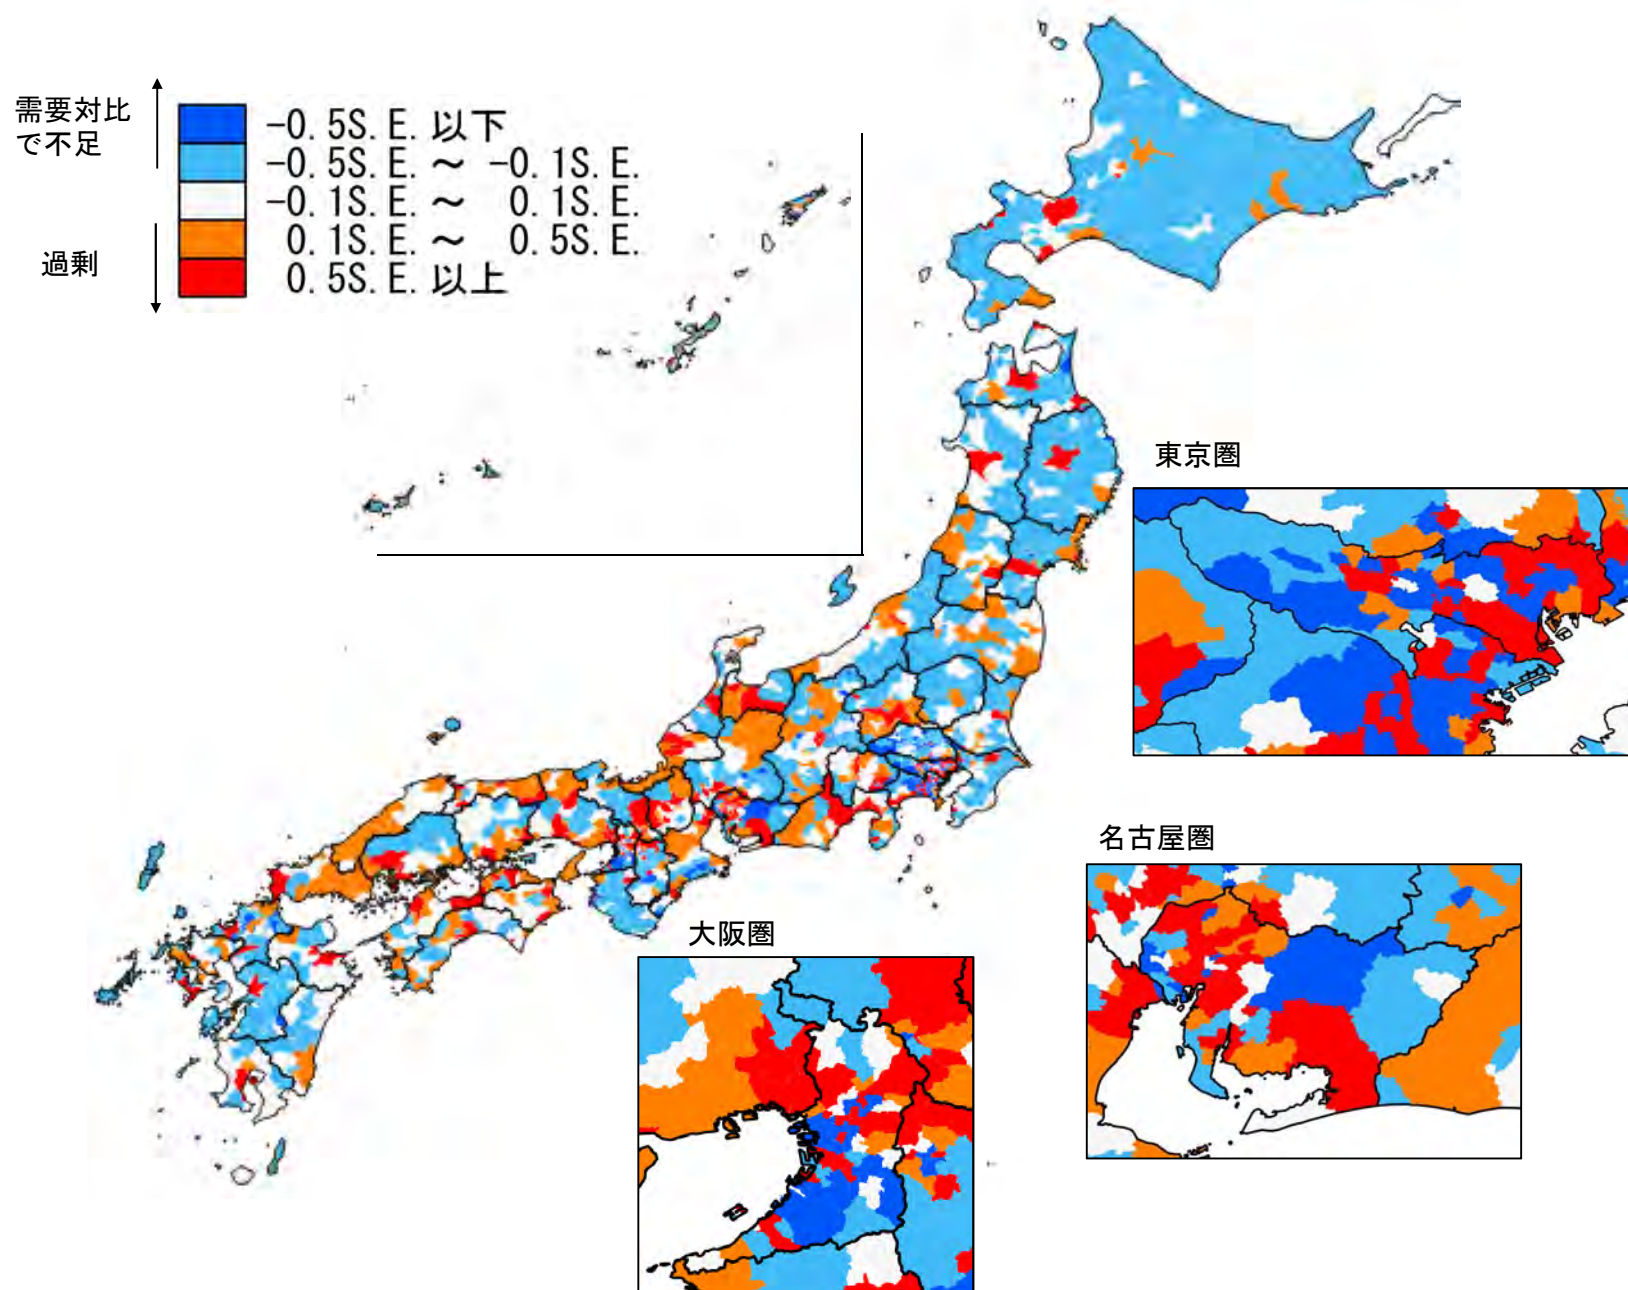 需要対比
で不足
-0.5S.E. 以下
-0.5S.E. ～ -0.1S.E.
-0.1S.E. ～ 0.1S.E.
0.1S.E. ～ 0.5S.E.
過剰
0.5S.E. 以上
東京圏
名古屋圏
大阪圏